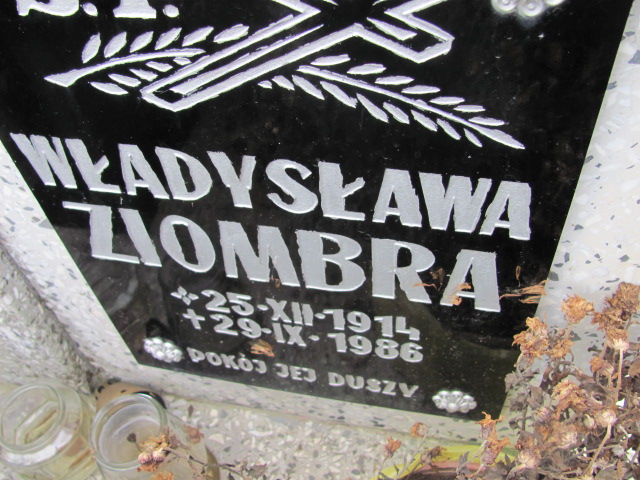 Ś.†P.
WŁADYSŁAWA
ZIOMBRA
✲ 25-XII-1914
+ 29-IX-1986
POKÓJ JEJ DUSZY